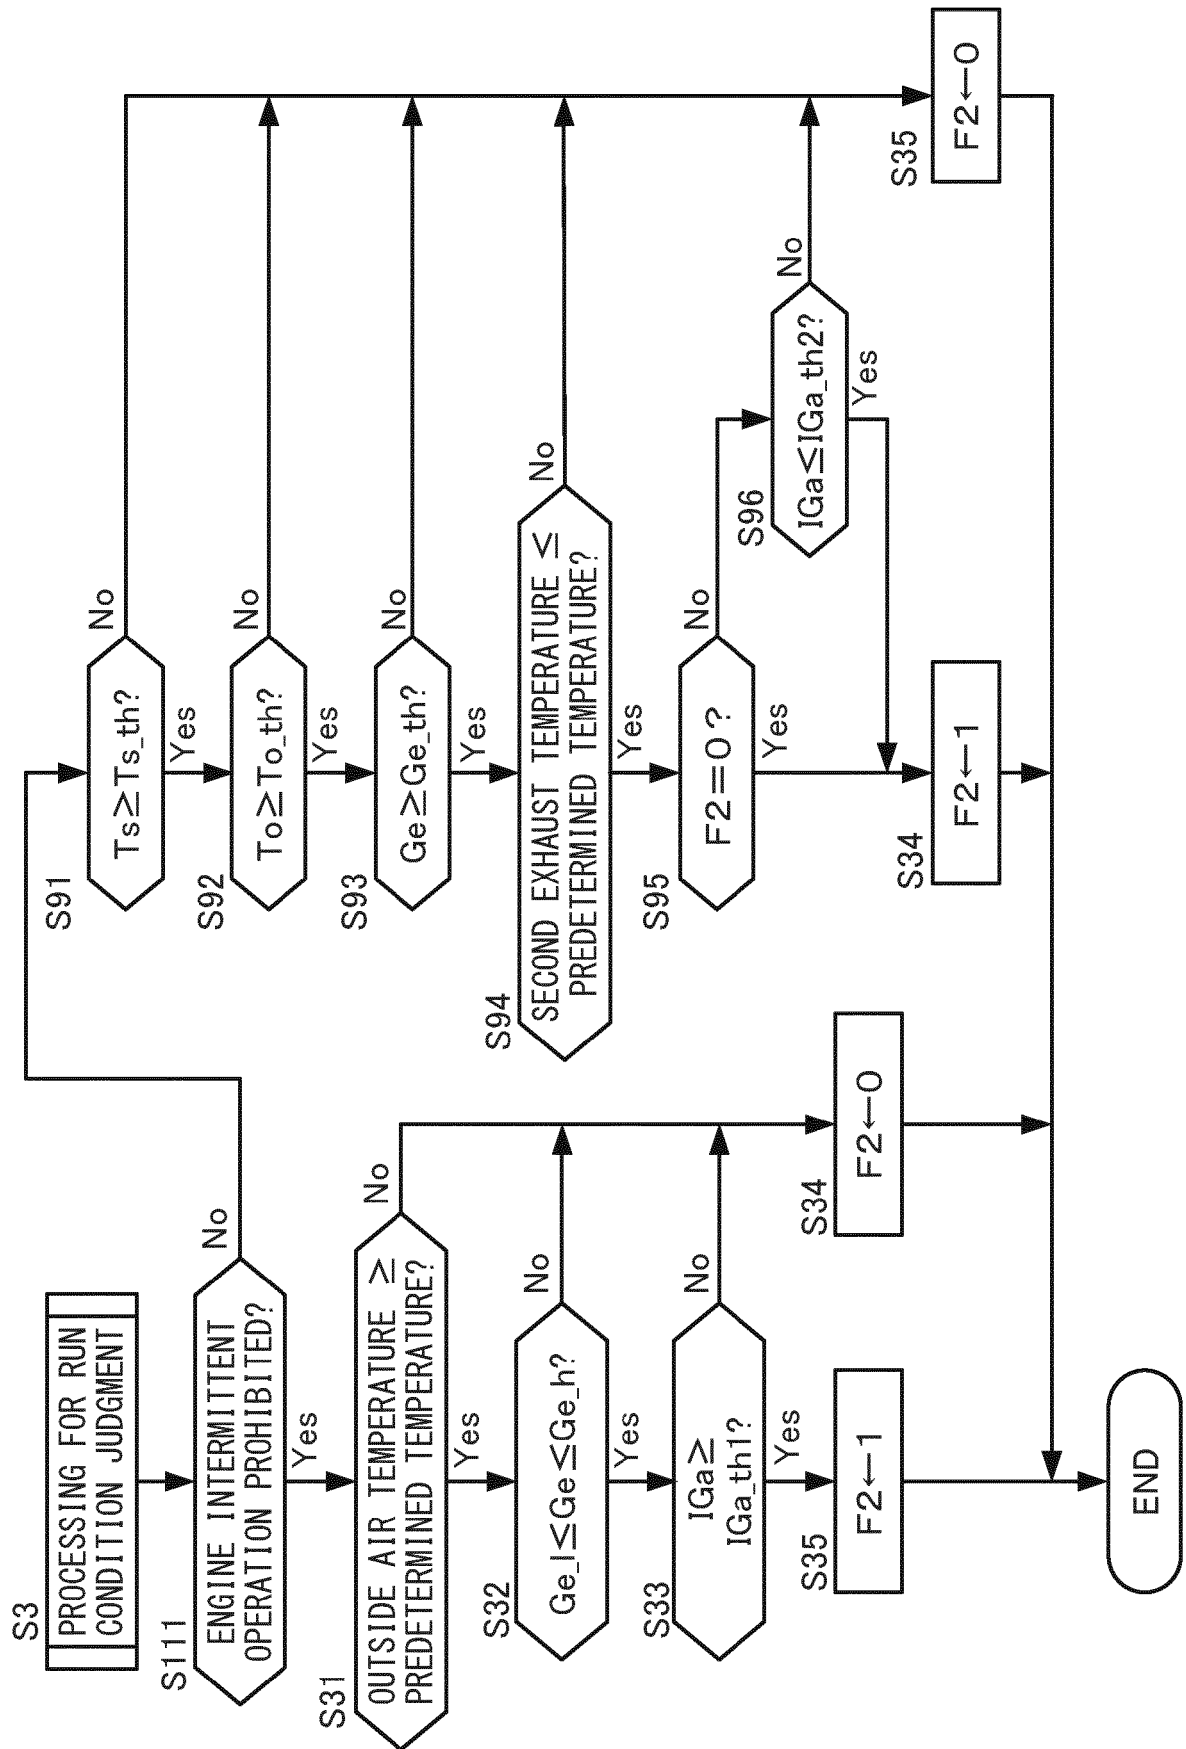 S3
PROCESSING FOR RUN
CONDITION JUDGMENT
S111
ENGINE INTERMITTENT
OPERATION PROHIBITED?
No
Yes
S31
OUTSIDE AIR TEMPERATURE ≥
PREDETERMINED TEMPERATURE?
No
Yes
S32
Ge_l≤Ge≤Ge_h?
No
Yes
S33
IGa≥
IGa_th1?
No
Yes
S35
F2←1
S34
F2←0
S91
Ts≥Ts_th?
No
Yes
S92
To≥To_th?
No
Yes
S93
Ge≥Ge_th?
No
Yes
S94
SECOND EXHAUST TEMPERATURE ≤
PREDETERMINED TEMPERATURE?
No
Yes
S95
F2=0?
No
Yes
S96
IGa≤IGa_th2?
No
Yes
S34
F2←1
S35
F2←0
END